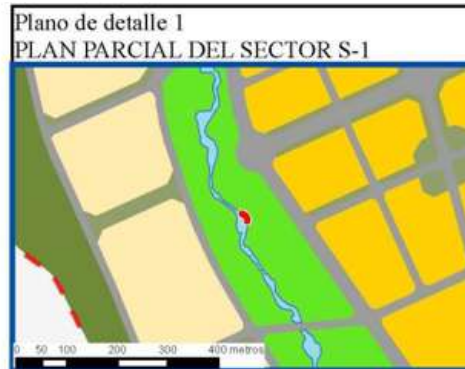 Plano de detalle 1
PLAN PARCIAL DEL SECTOR S-1
0 50 100 200 300 400 metros